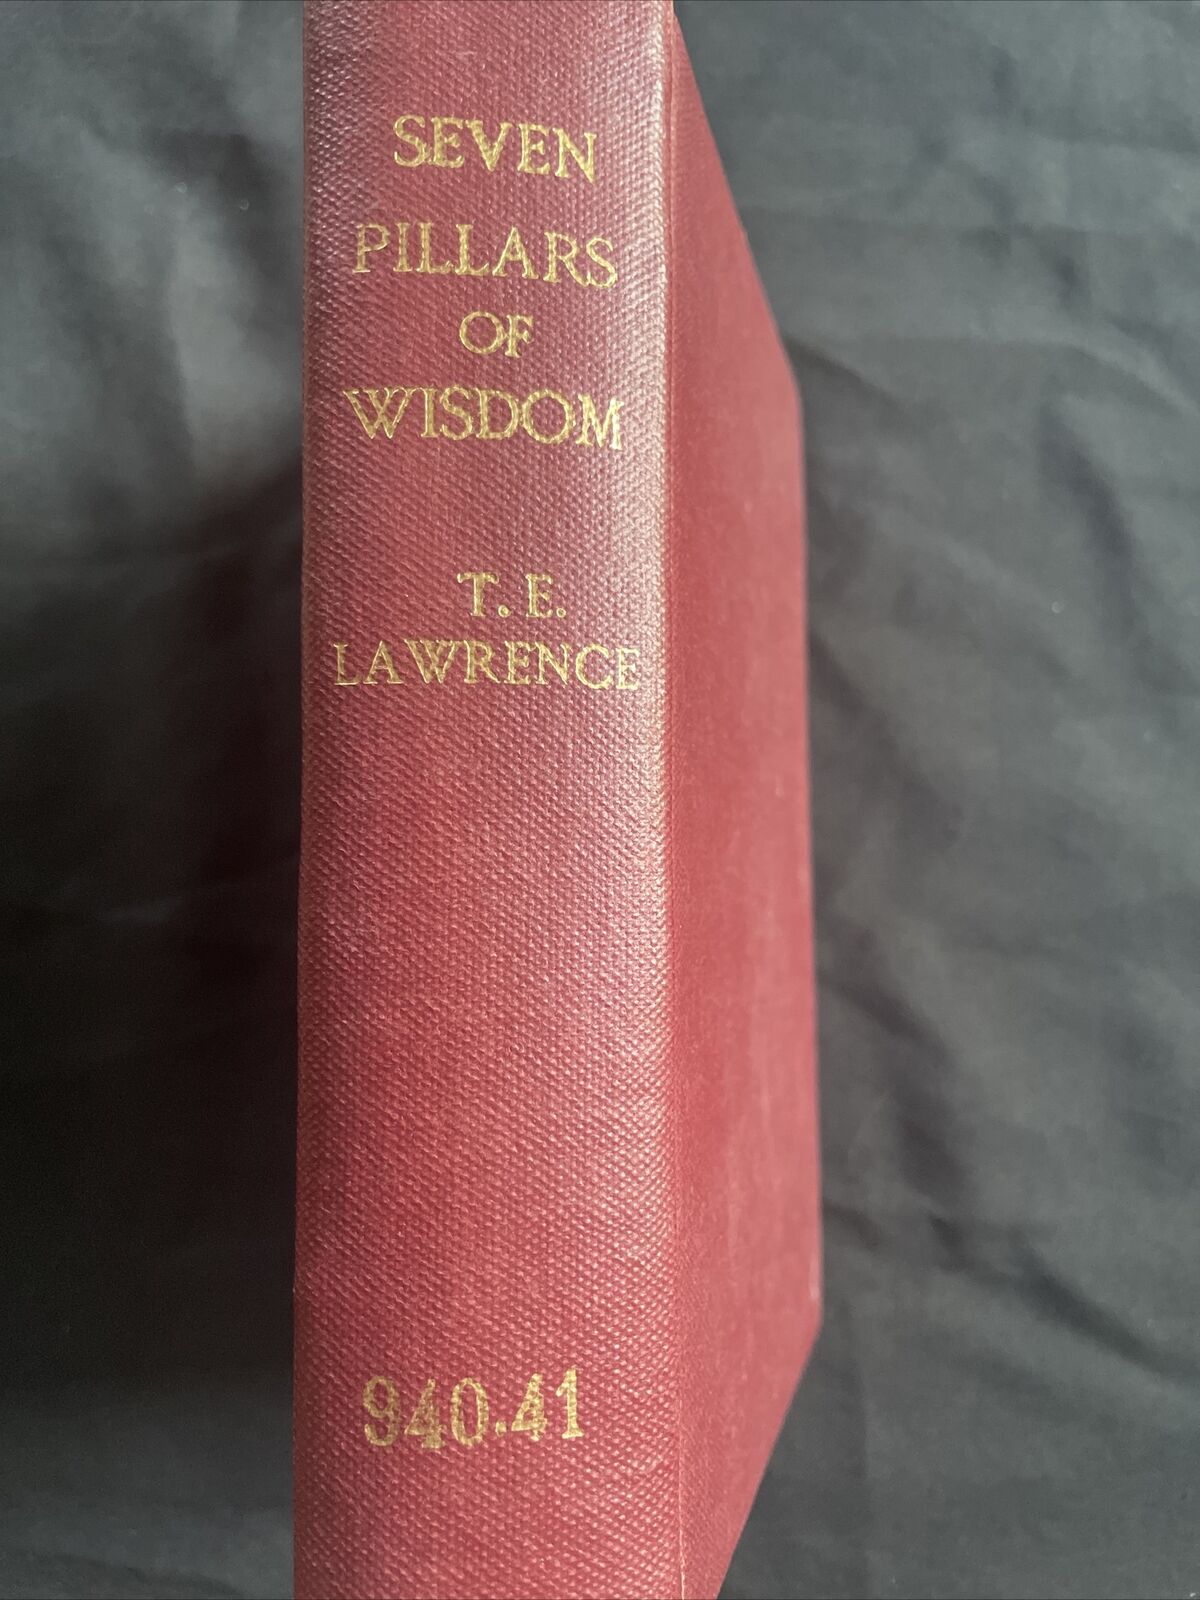 SEVEN
PILLARS
OF
WISDOM
T. E.
LAWRENCE
940.41